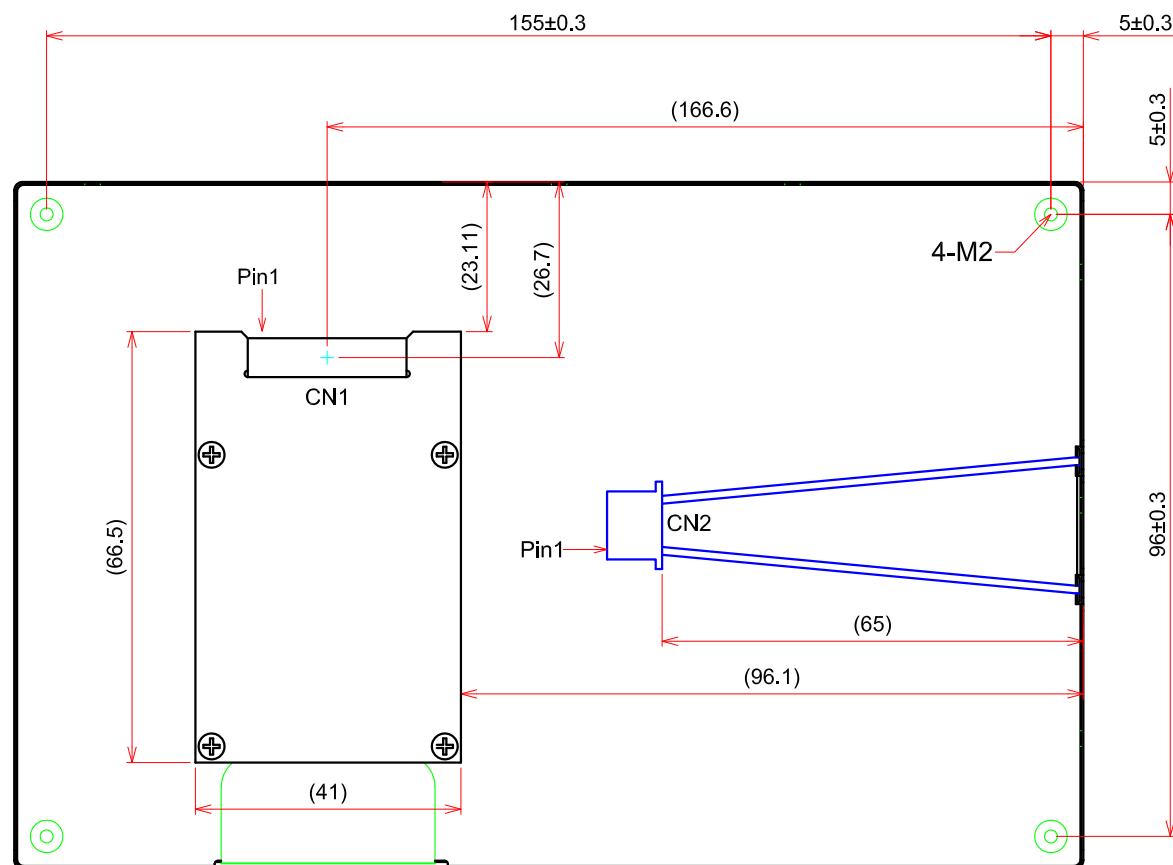 155±0.3
5±0.3
(166.6)
5±0.3
(23.11)
(26.7)
4-M2
Pin1
CN1
(66.5)
CN2
Pin1
96±0.3
(65)
(96.1)
(41)